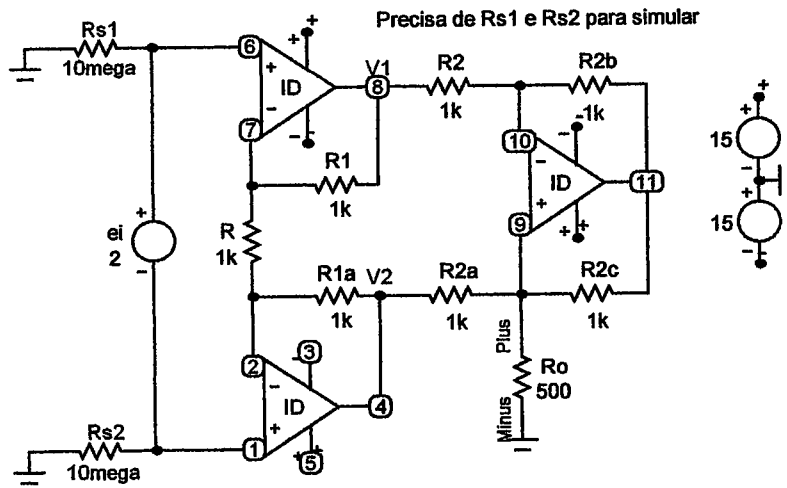 Precisa de Rs1 e Rs2 para simular
Rs1
10mega
6
+
ID
-
7
+
+
-
-
V1
8
R2
1k
R2b
1k
10
-
ID
+
9
-
-
+
+
11
+
+
15
-
+
15
-
-
R1
1k
R
1k
+
ei
2
-
R1a
1k
V2
R2a
1k
R2c
1k
Plus
Ro
500
Minus
2
-
ID
+
1
-
3
4
+
+
5
Rs2
10mega